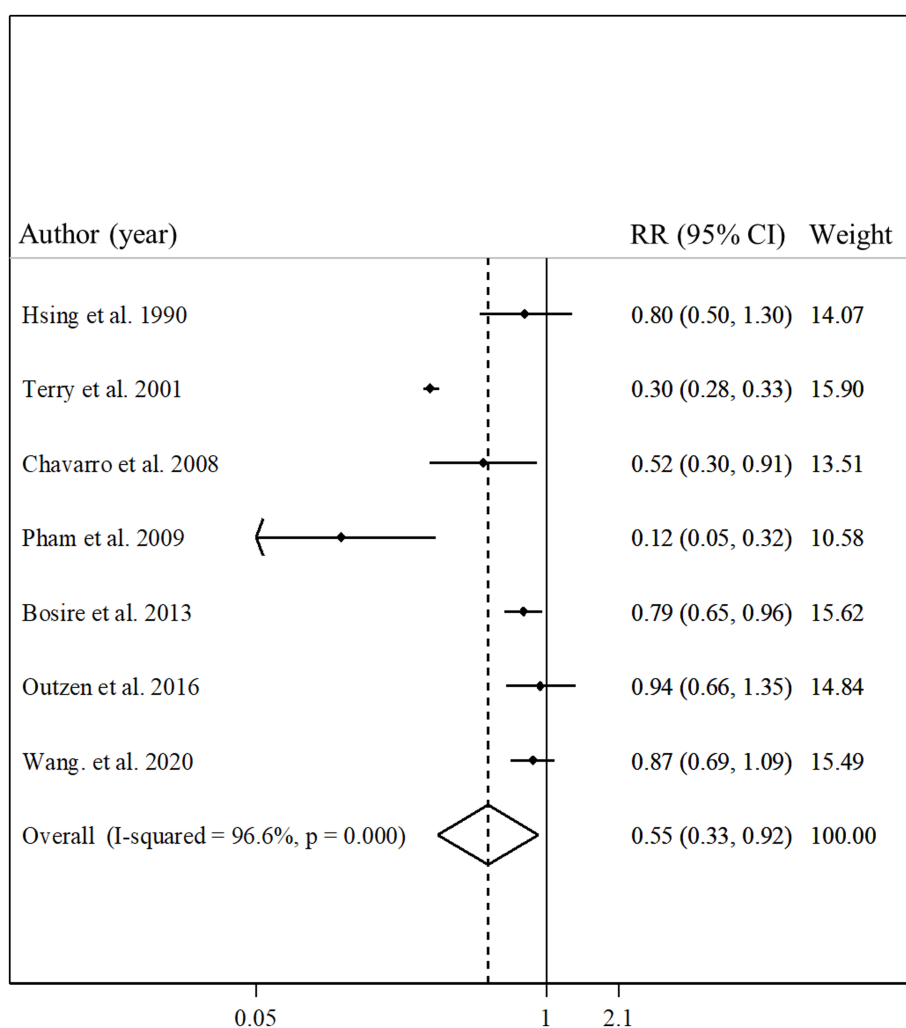 Author (year) RR (95% CI) Weight
Hsing et al. 1990 0.80 (0.50, 1.30) 14.07
Terry et al. 2001 0.30 (0.28, 0.33) 15.90
Chavarro et al. 2008 0.52 (0.30, 0.91) 13.51
Pham et al. 2009 0.12 (0.05, 0.32) 10.58
Bosire et al. 2013 0.79 (0.65, 0.96) 15.62
Outzen et al. 2016 0.94 (0.66, 1.35) 14.84
Wang. et al. 2020 0.87 (0.69, 1.09) 15.49
Overall (I-squared = 96.6%, p = 0.000) 0.55 (0.33, 0.92) 100.00
0.05 1 2.1